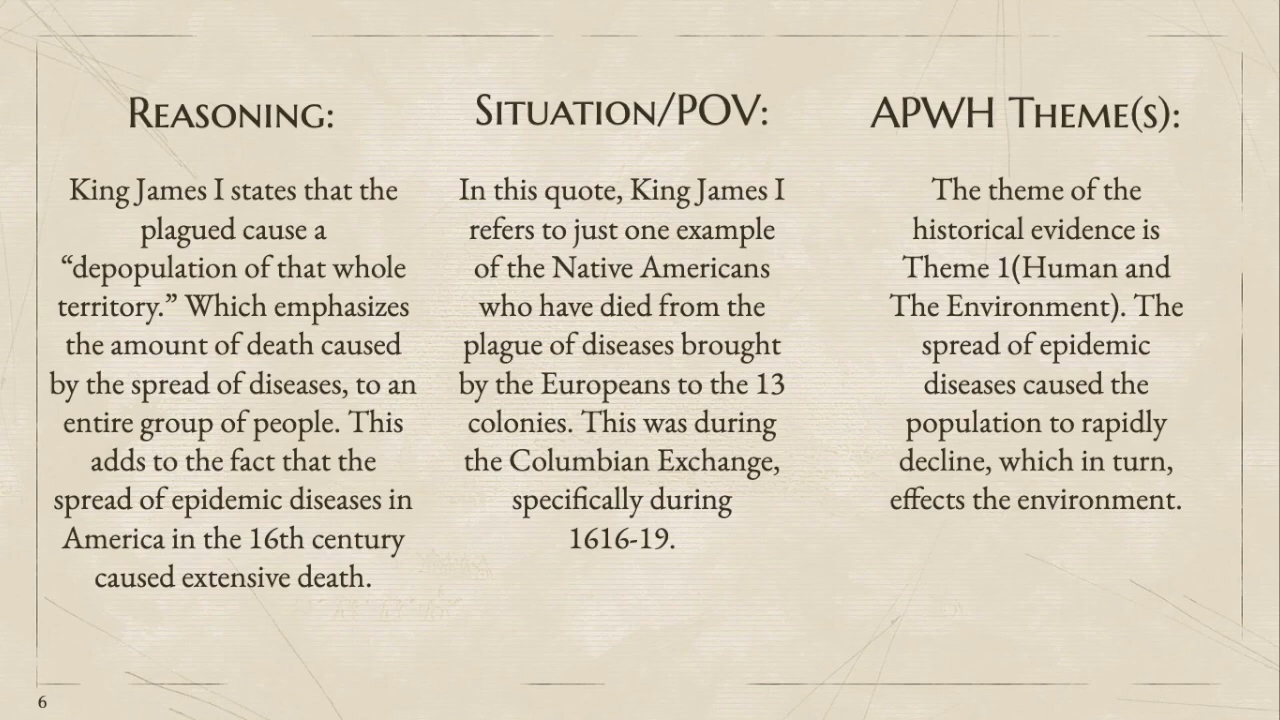 Reasoning:
King James I states that the
plagued cause a
“depopulation of that whole
territory.” Which emphasizes
the amount of death caused
by the spread of diseases, to an
entire group of people. This
adds to the fact that the
spread of epidemic diseases in
America in the 16th century
caused extensive death.
Situation/POV:
In this quote, King James I
refers to just one example
of the Native Americans
who have died from the
plague of diseases brought
by the Europeans to the 13
colonies. This was during
the Columbian Exchange,
specifically during
1616-19.
APWH Theme(s):
The theme of the
historical evidence is
Theme 1(Human and
The Environment). The
spread of epidemic
diseases caused the
population to rapidly
decline, which in turn,
effects the environment.
6